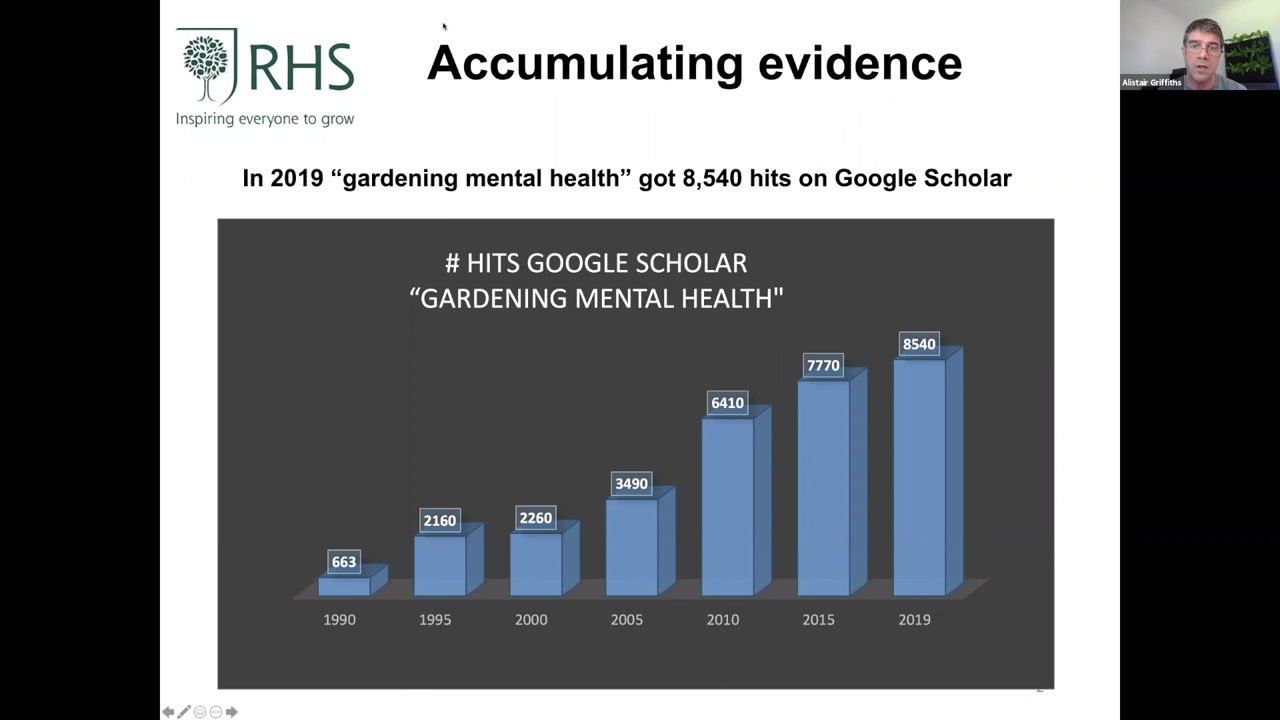 RHS
Inspiring everyone to grow
Accumulating evidence
Alistair Griffiths
In 2019 “gardening mental health” got 8,540 hits on Google Scholar
# HITS GOOGLE SCHOLAR
“GARDENING MENTAL HEALTH"
663
2160
2260
3490
6410
7770
8540
1990
1995
2000
2005
2010
2015
2019